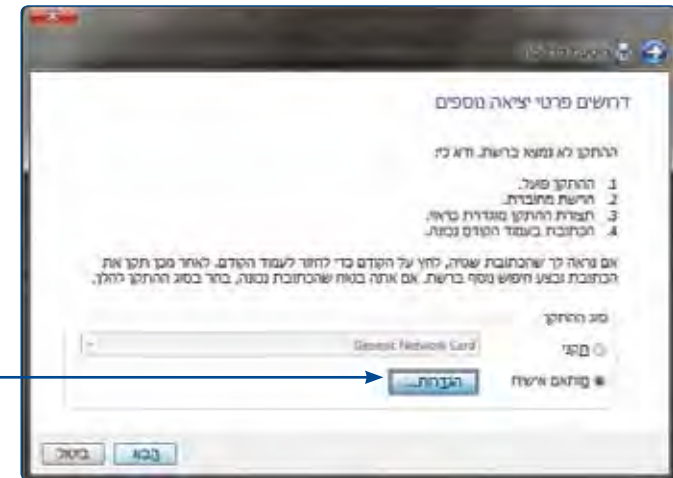 דרושים פרטי יציאה נוספים
ההתקן לא נמצא ברשת. ודא כי:
1. ההתקן פועל.
2. הרשת מחוברת.
3. תצורת ההתקן מוגדרת כראוי.
4. הכתובת בעמוד הקודם נכונה.
אם נראה לך שהכתובת שגויה, לחץ על הקודם כדי לחזור לעמוד הקודם. לאחר מכן תקן את
הכתובת ובצע חיפוש נוסף ברשת. אם אתה בטוח שהכתובת נכונה, בחר בסוג ההתקן להלן.
סוג ההתקן
תקני
Generic Network Card
מותאם אישית
הגדרות...
הבא
ביטול